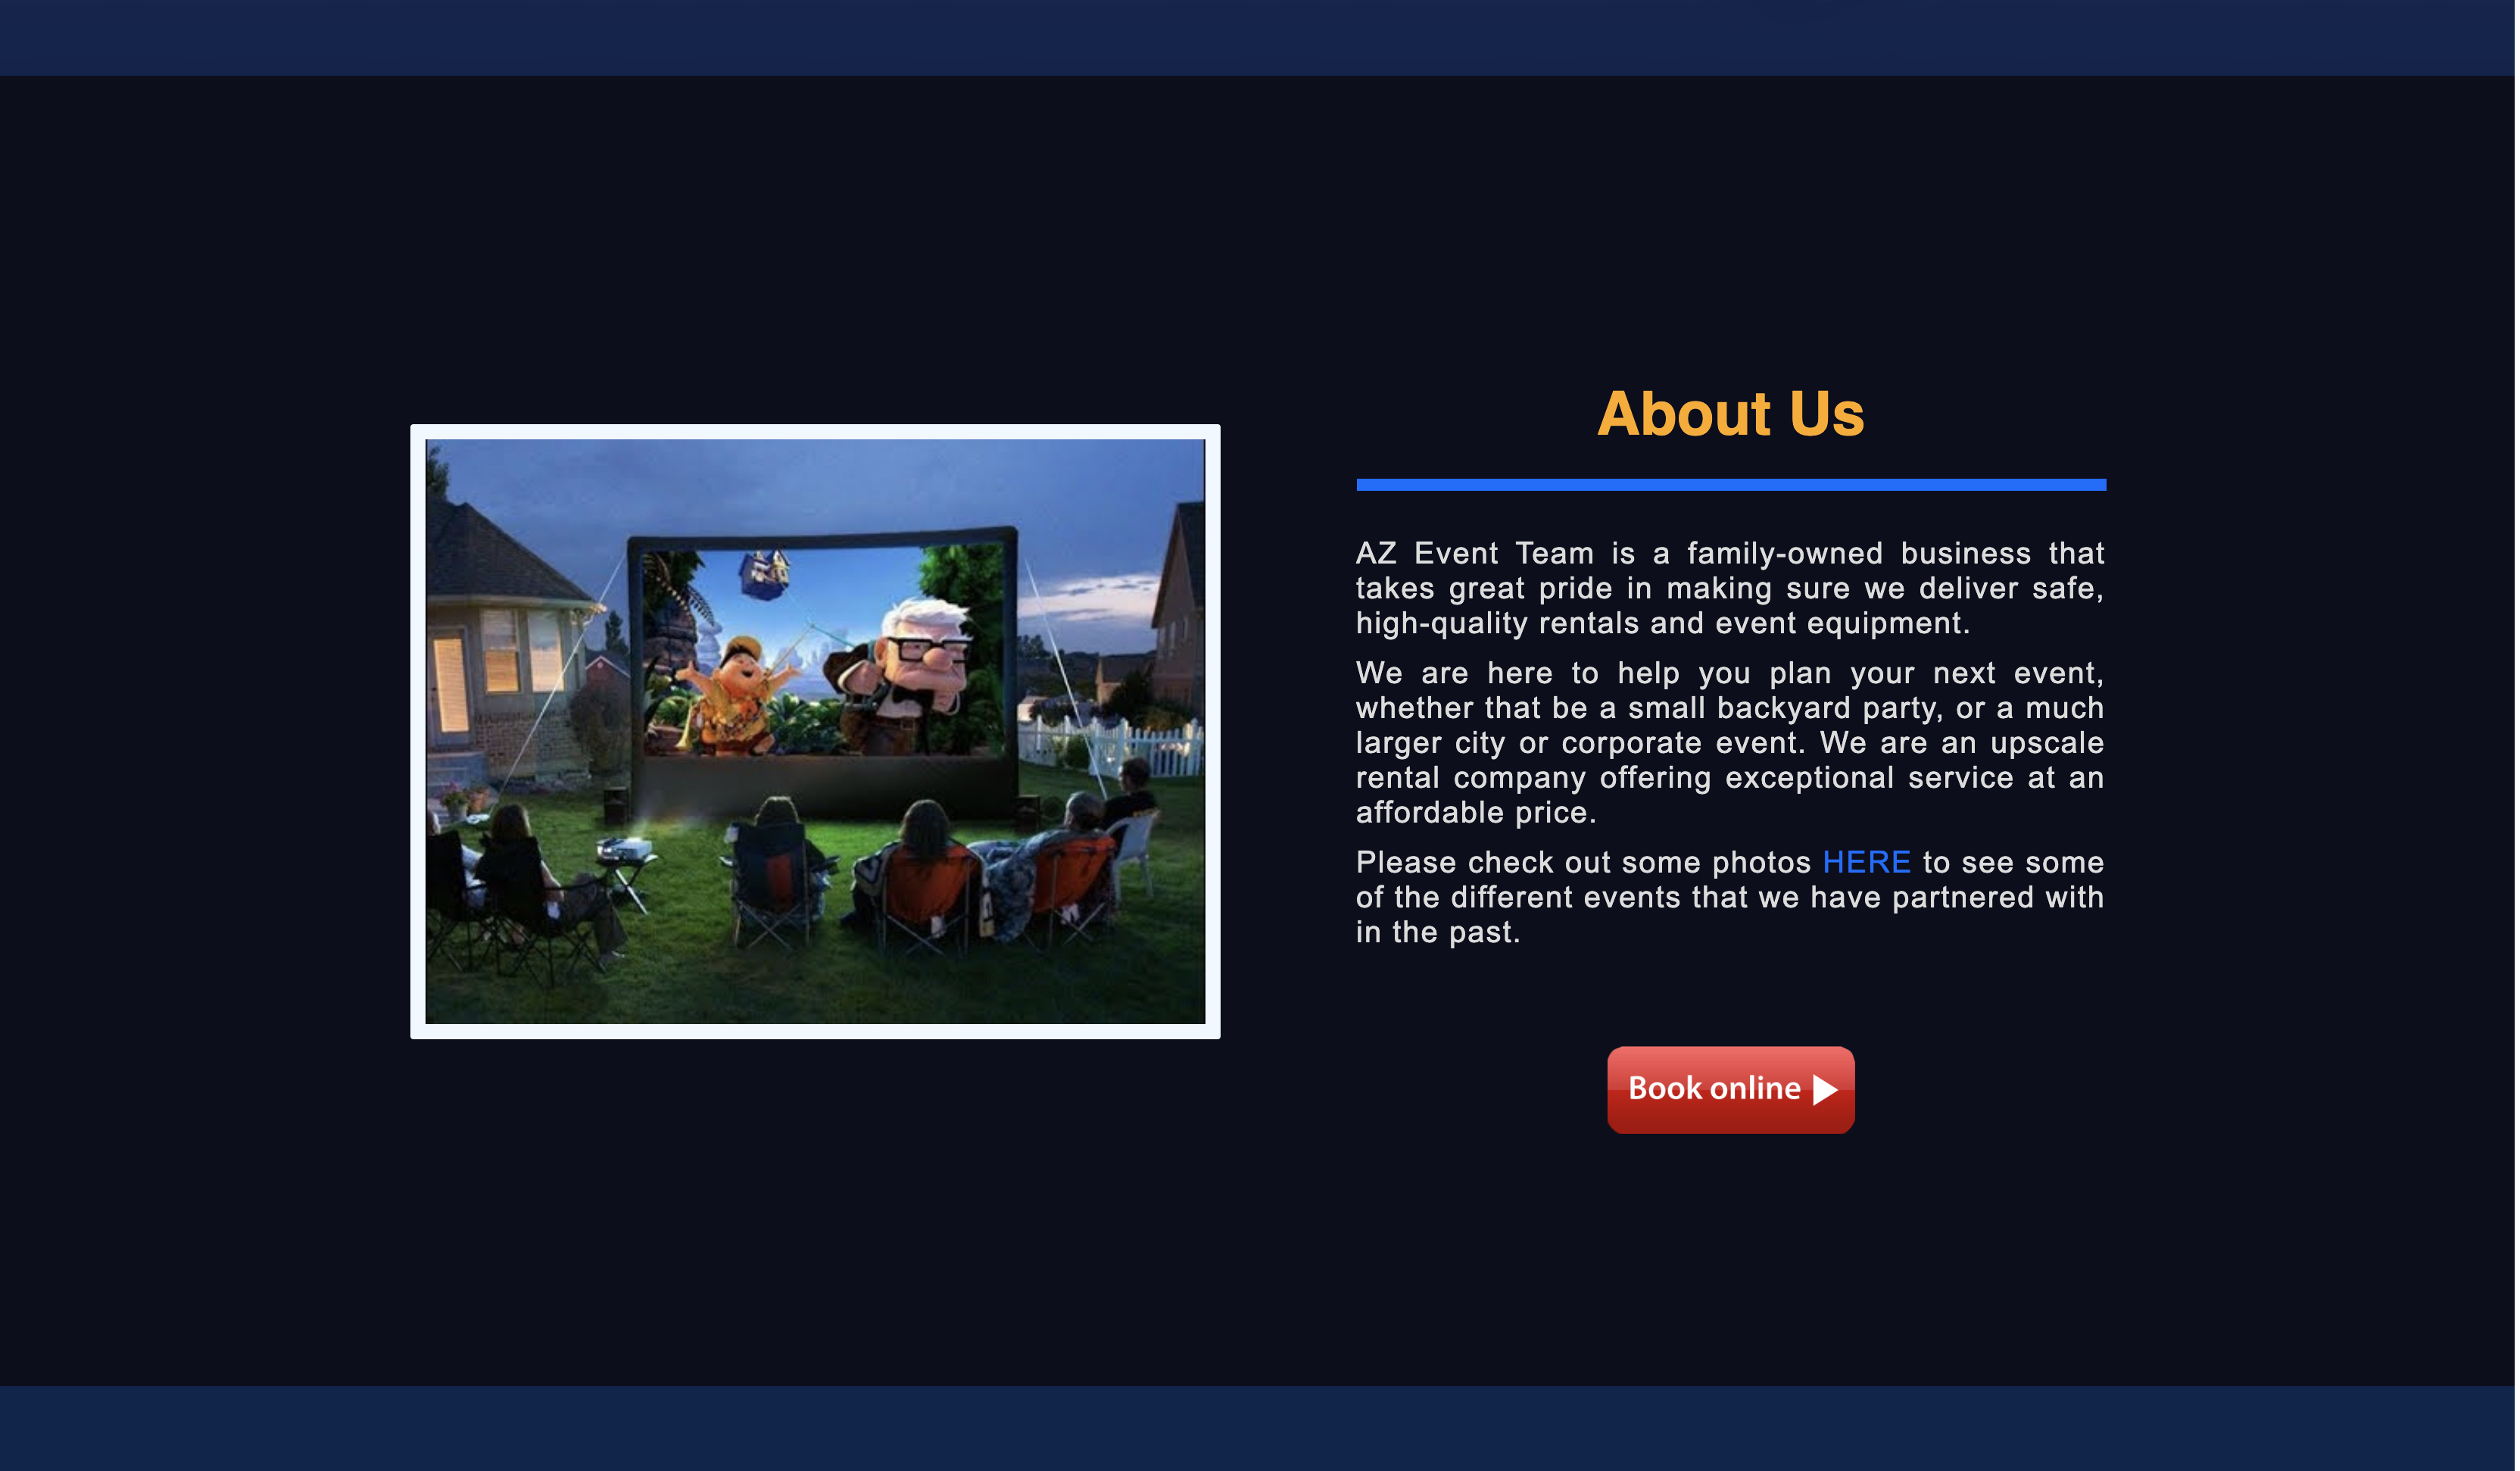 About Us
AZ Event Team is a family-owned business that
takes great pride in making sure we deliver safe,
high-quality rentals and event equipment.
We are here to help you plan your next event,
whether that be a small backyard party, or a much
larger city or corporate event. We are an upscale
rental company offering exceptional service at an
affordable price.
Please check out some photos HERE to see some
of the different events that we have partnered with
in the past.
Book online